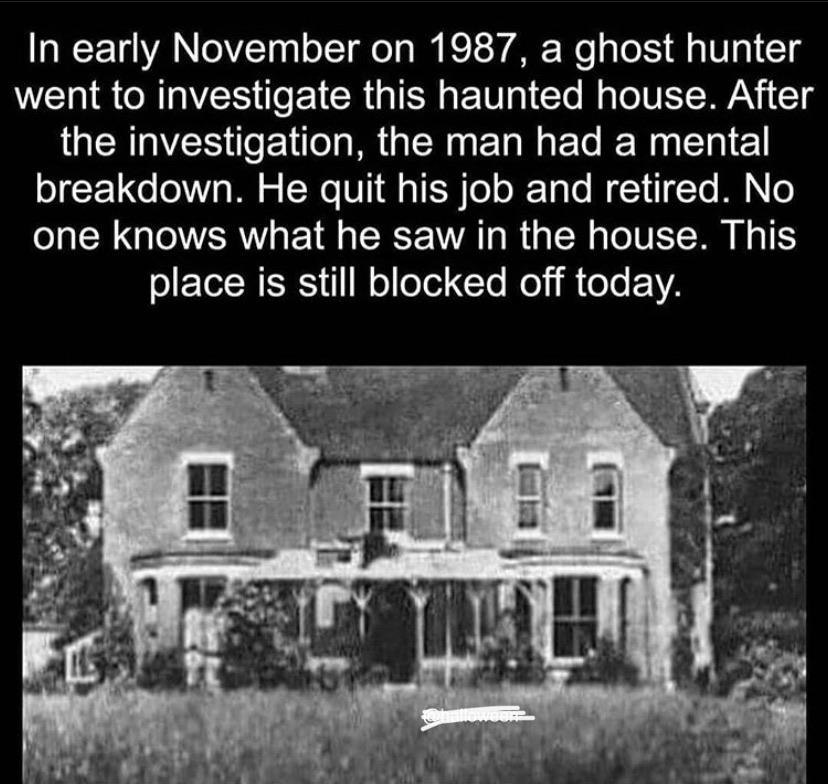 In early November on 1987, a ghost hunter
went to investigate this haunted house. After
the investigation, the man had a mental
breakdown. He quit his job and retired. No
one knows what he saw in the house. This
place is still blocked off today.
@halloween